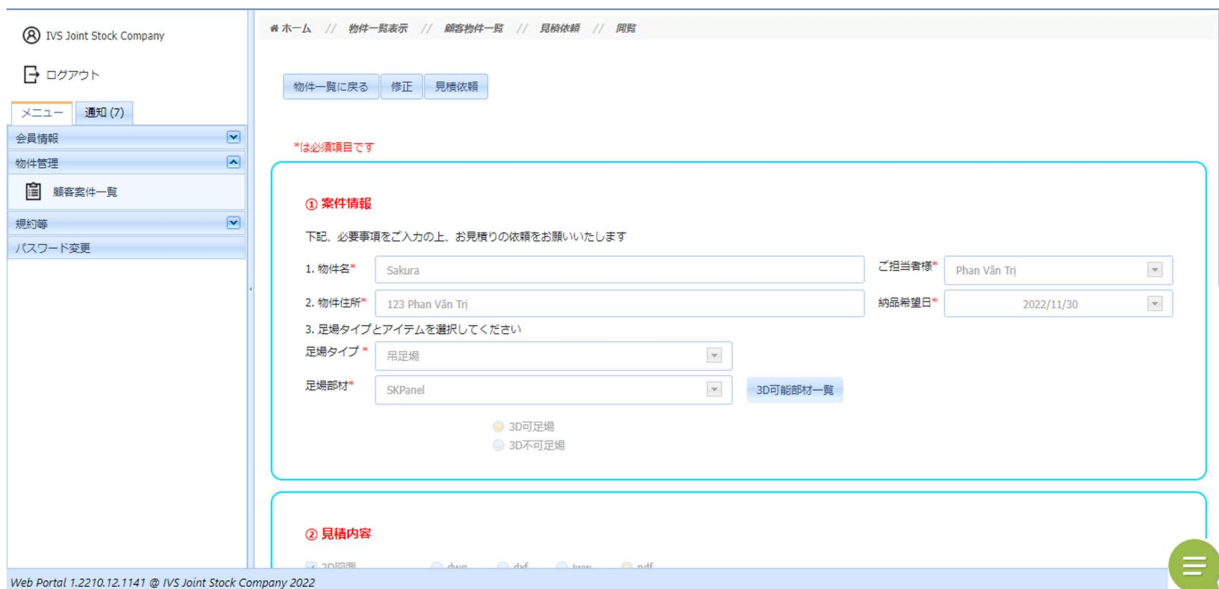 IVS Joint Stock Company
ログアウト
メニュー 通知 (7)
会員情報
物件管理
顧客案件一覧
規約等
パスワード変更
ホーム // 物件一覧表示 // 顧客物件一覧 // 見積依頼 // 閲覧
物件一覧に戻る 修正 見積依頼
*は必須項目です
① 案件情報
下記、必要事項をご入力の上、お見積りの依頼をお願いいたします
1. 物件名* Sakura ご担当者様* Phan Văn Trị
2. 物件住所* 123 Phan Văn Trị 納品希望日* 2022/11/30
3. 足場タイプとアイテムを選択してください
足場タイプ * 吊足場
足場部材* SKPanel 3D可能部材一覧
3D可足場
3D不可足場
② 見積内容
2D図面 dwg dxf jww pdf
Web Portal 1.2210.12.1141 @ IVS Joint Stock Company 2022